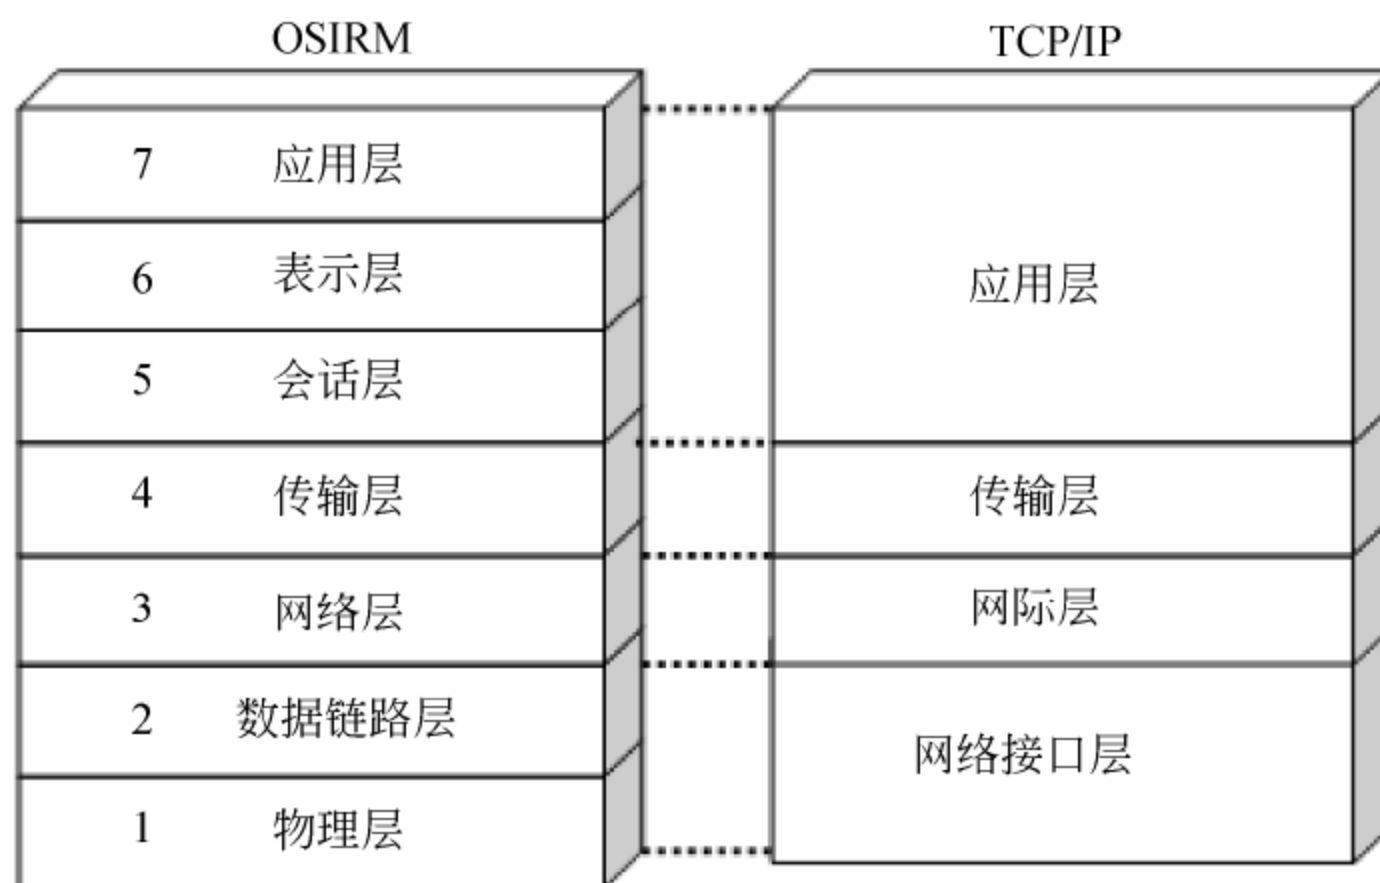 OSIRM
TCP/IP
7 应用层
6 表示层
5 会话层
4 传输层
3 网络层
2 数据链路层
1 物理层
应用层
传输层
网际层
网络接口层